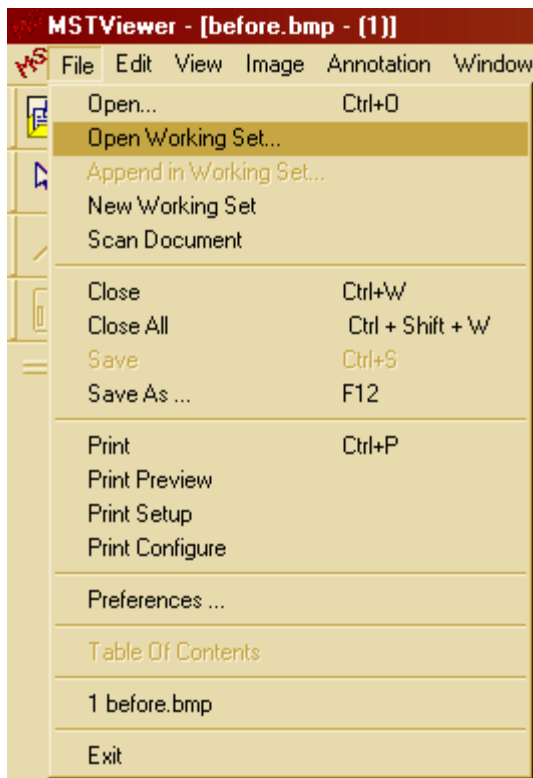 MSTViewer - [before.bmp - (1)]
File Edit View Image Annotation Window
Open... Ctrl+O
Open Working Set...
Append in Working Set...
New Working Set
Scan Document
Close Ctrl+W
Close All Ctrl + Shift + W
Save Ctrl+S
Save As ... F12
Print Ctrl+P
Print Preview
Print Setup
Print Configure
Preferences ...
Table Of Contents
1 before.bmp
Exit